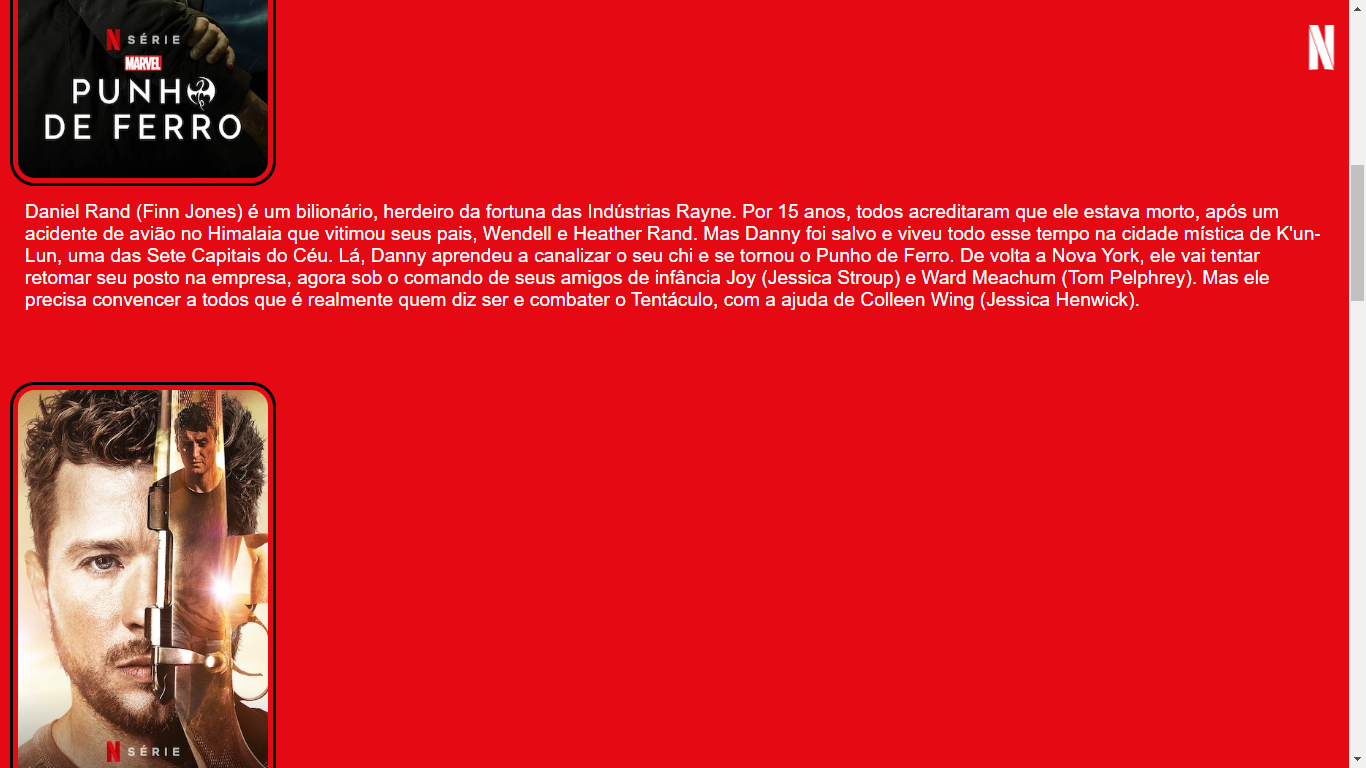 N SÉRIE
N
MARVEL
PUNHO
DE FERRO
Daniel Rand (Finn Jones) é um bilionário, herdeiro da fortuna das Indústrias Rayne. Por 15 anos, todos acreditaram que ele estava morto, após um
acidente de avião no Himalaia que vitimou seus pais, Wendell e Heather Rand. Mas Danny foi salvo e viveu todo esse tempo na cidade mística de K'un-
Lun, uma das Sete Capitais do Céu. Lá, Danny aprendeu a canalizar o seu chi e se tornou o Punho de Ferro. De volta a Nova York, ele vai tentar
retomar seu posto na empresa, agora sob o comando de seus amigos de infância Joy (Jessica Stroup) e Ward Meachum (Tom Pelphrey). Mas ele
precisa convencer a todos que é realmente quem diz ser e combater o Tentáculo, com a ajuda de Colleen Wing (Jessica Henwick).
N SÉRIE